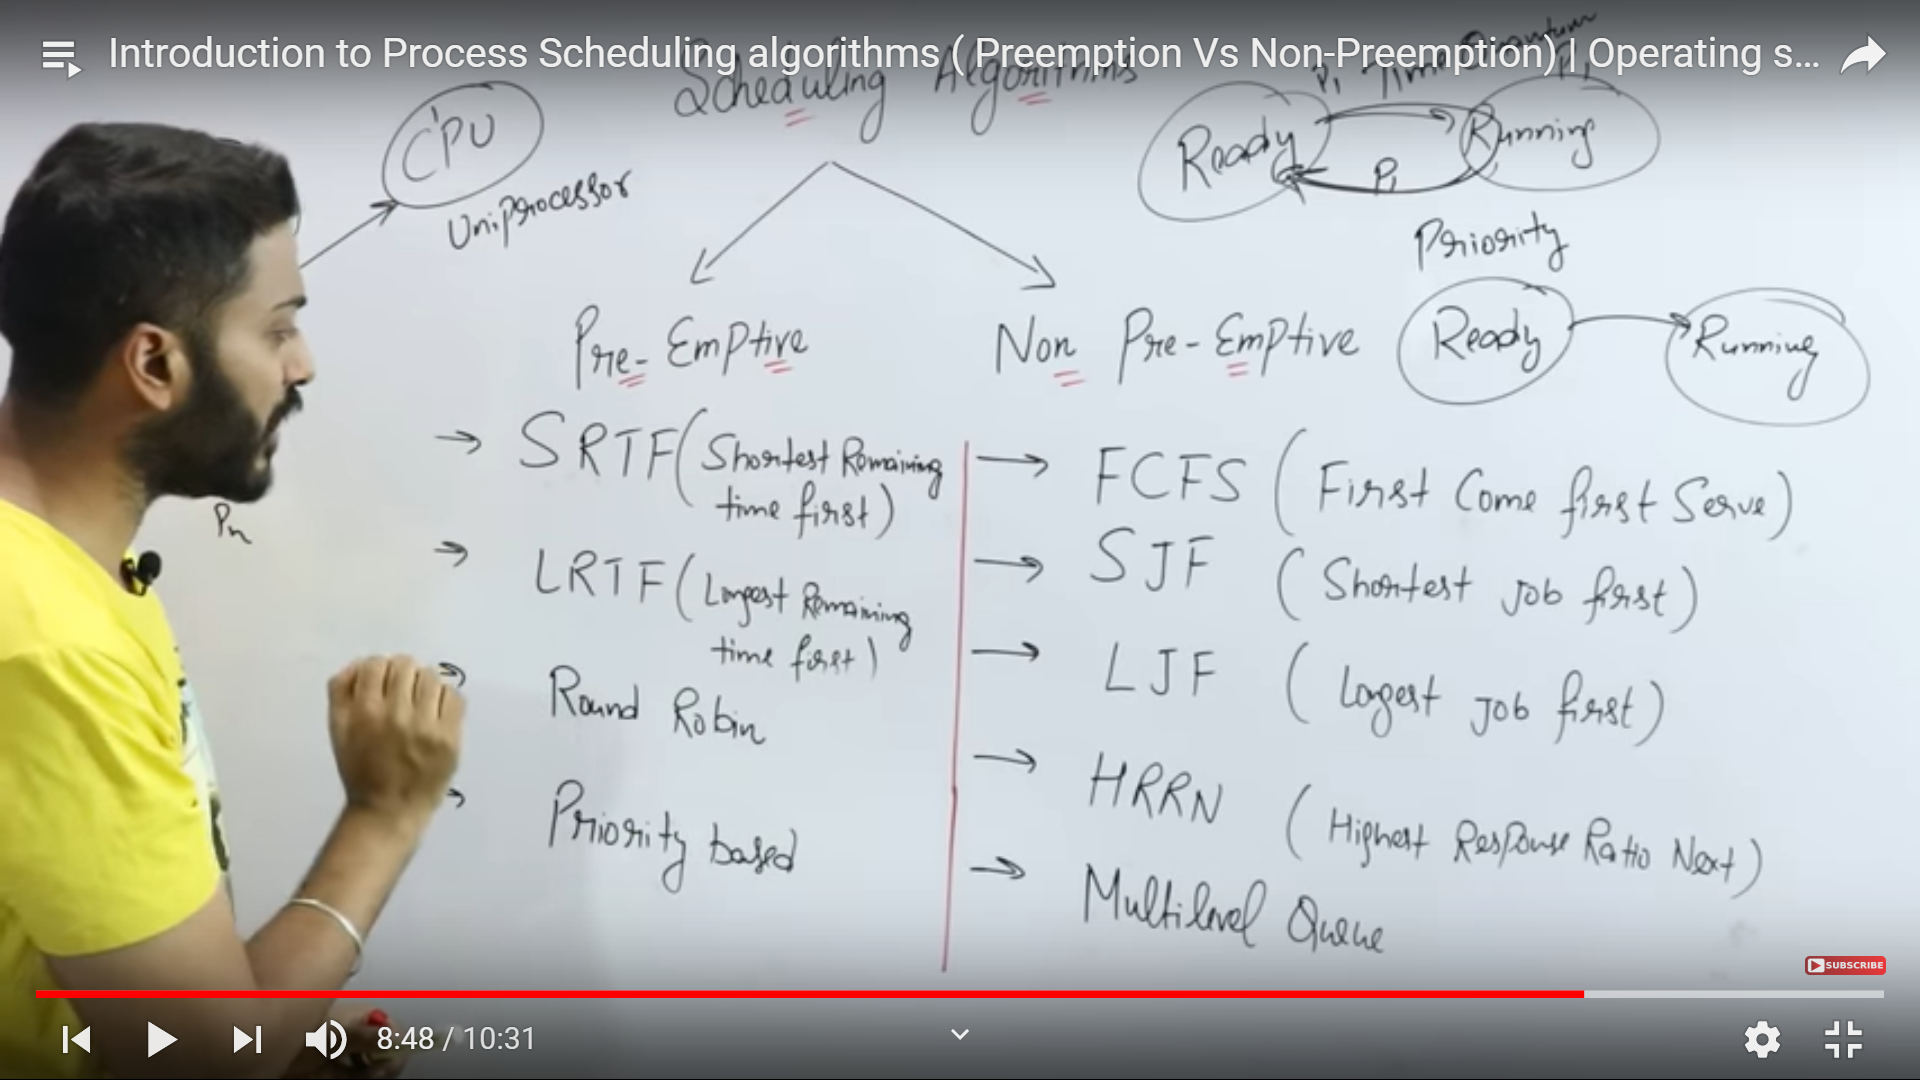 Introduction to Process Scheduling algorithms ( Preemption Vs Non-Preemption) | Operating s...
Scheduling Algorithms
P1 Time Quantum
P1
CPU
Uniprocessor
Ready
Running
P1
Priority
Ready
Running
Pre-Emptive
Non Pre-Emptive
SRTF (Shortest Remaining
time first)
FCFS (First Come first Serve)
Pn
LRTF (Longest Remaining
time first)
SJF (Shortest Job first)
Round Robin
LJF (Longest Job first)
Priority based
HRRN (Highest Response Ratio Next)
Multilevel Queue
SUBSCRIBE
8:48 / 10:31